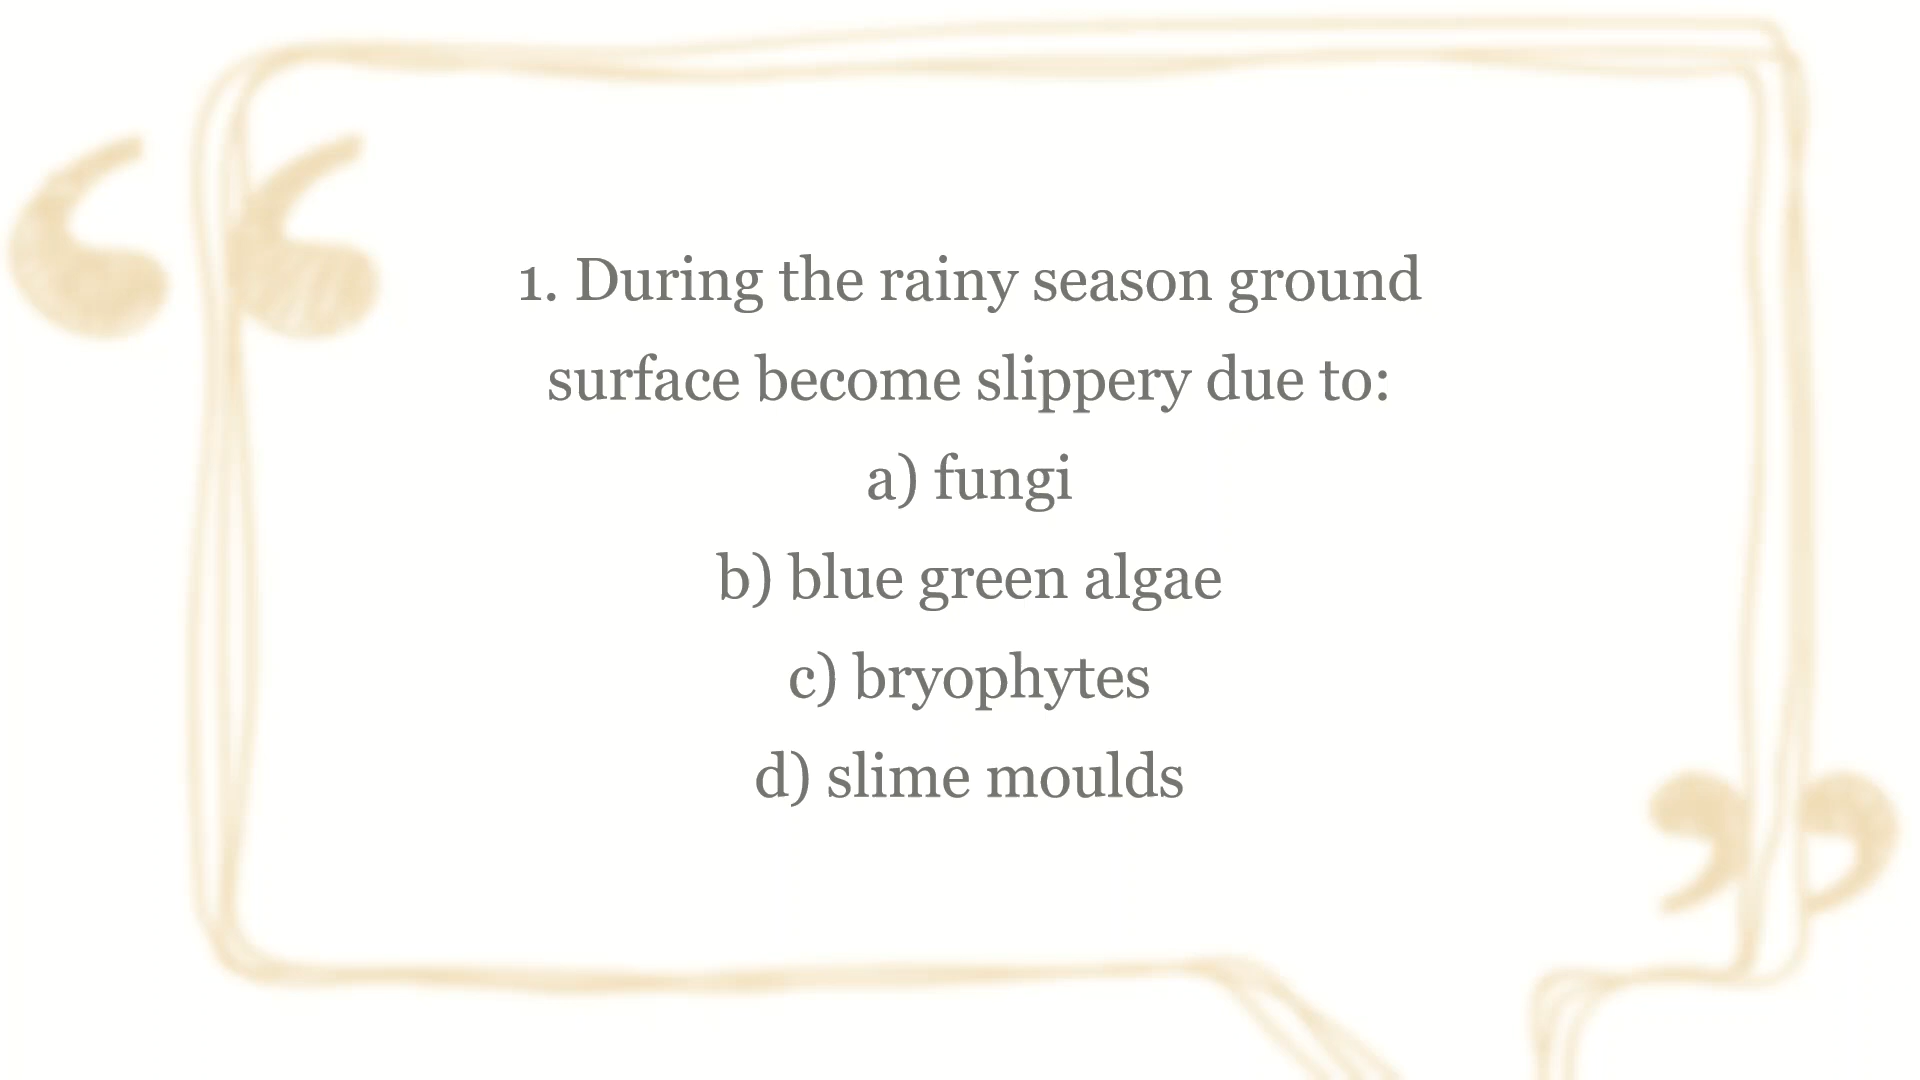 1. During the rainy season ground
surface become slippery due to:
a) fungi
b) blue green algae
c) bryophytes
d) slime moulds